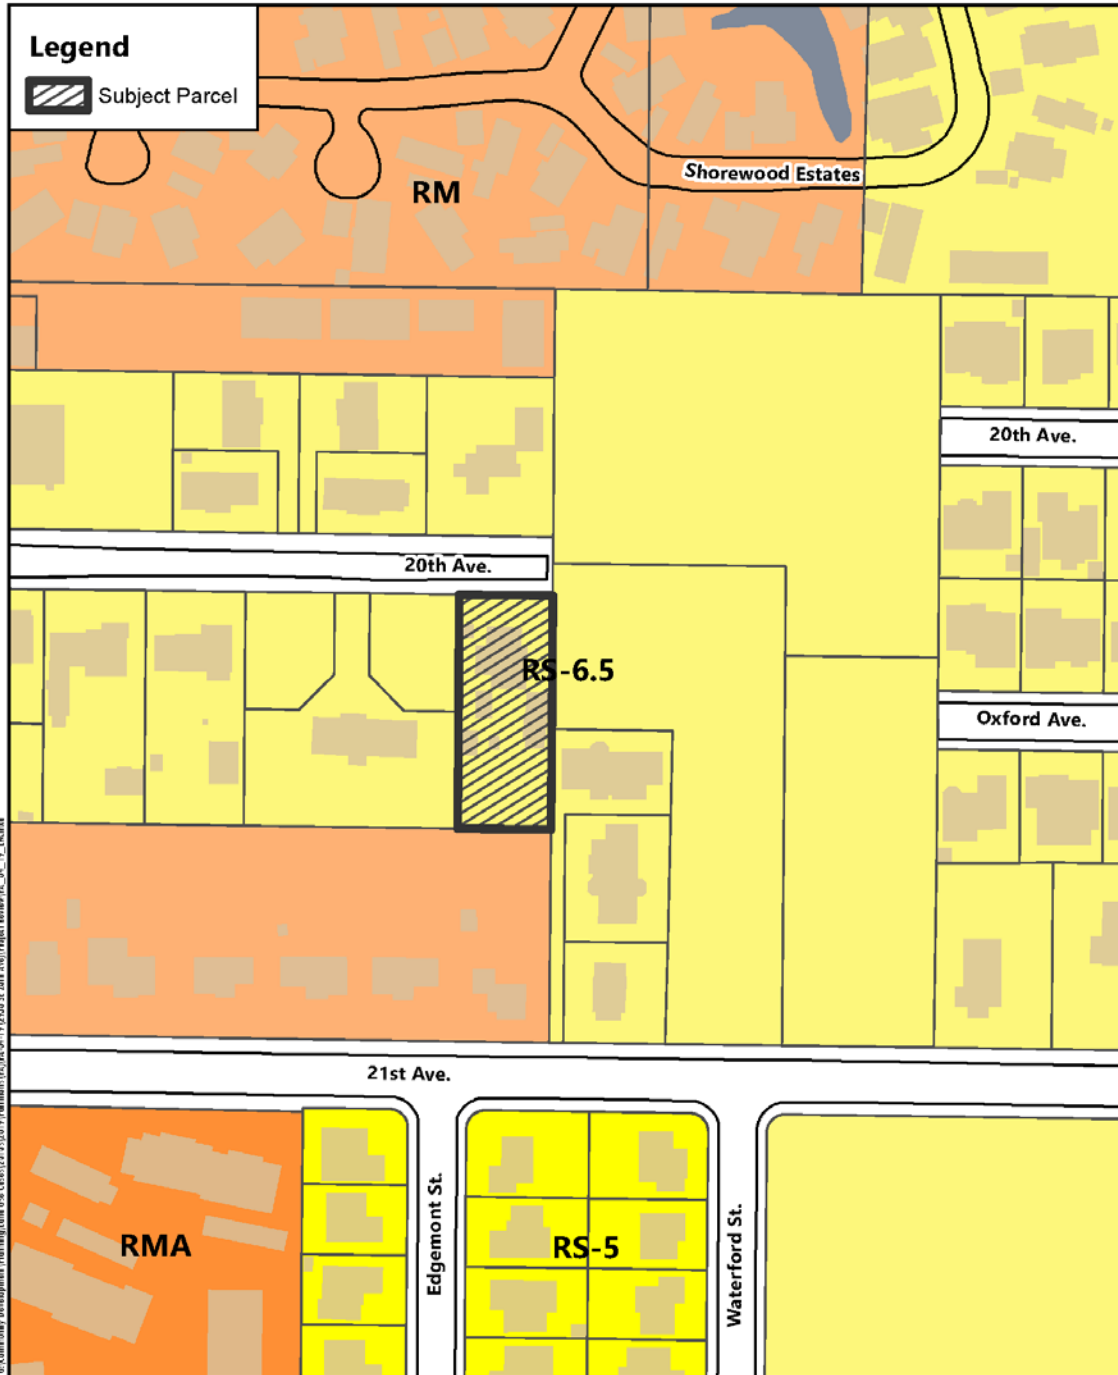 Legend
Subject Parcel
Shorewood Estates
RM
20th Ave.
20th Ave.
RS-6.5
Oxford Ave.
21st Ave.
Edgemont St.
Waterford St.
RMA
RS-5